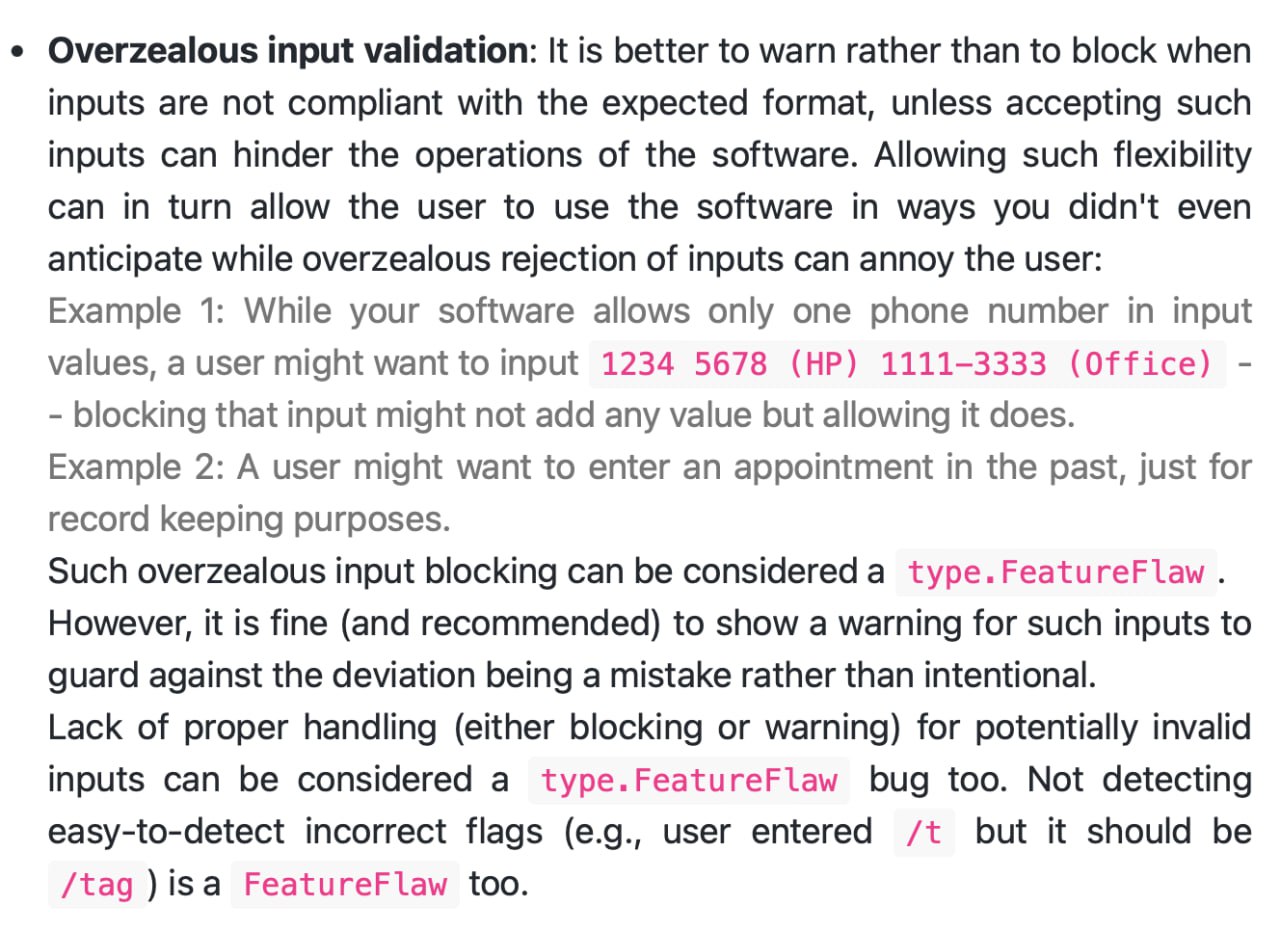 • Overzealous input validation: It is better to warn rather than to block when
inputs are not compliant with the expected format, unless accepting such
inputs can hinder the operations of the software. Allowing such flexibility
can in turn allow the user to use the software in ways you didn't even
anticipate while overzealous rejection of inputs can annoy the user:
Example 1: While your software allows only one phone number in input
values, a user might want to input 1234 5678 (HP) 1111-3333 (Office) -
- blocking that input might not add any value but allowing it does.
Example 2: A user might want to enter an appointment in the past, just for
record keeping purposes.
Such overzealous input blocking can be considered a type.FeatureFlaw.
However, it is fine (and recommended) to show a warning for such inputs to
guard against the deviation being a mistake rather than intentional.
Lack of proper handling (either blocking or warning) for potentially invalid
inputs can be considered a type.FeatureFlaw bug too. Not detecting
easy-to-detect incorrect flags (e.g., user entered /t but it should be
/tag) is a FeatureFlaw too.